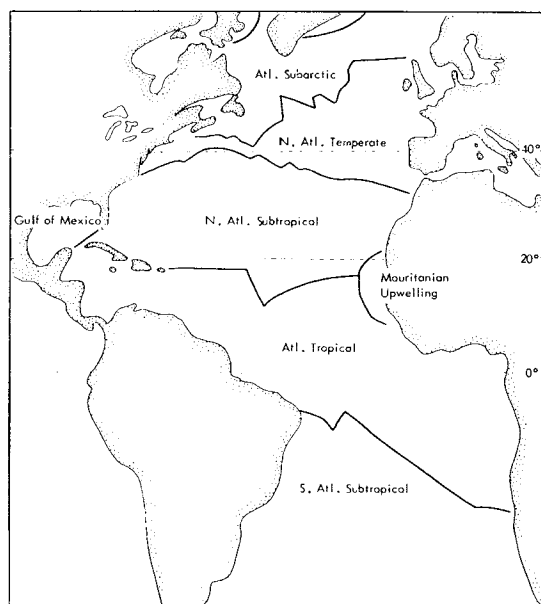 Atl. Subarctic
N. Atl. Temperate
40°
Gulf of Mexico
N. Atl. Subtropical
20°
Mauritanian
Upwelling
Atl. Tropical
0°
S. Atl. Subtropical